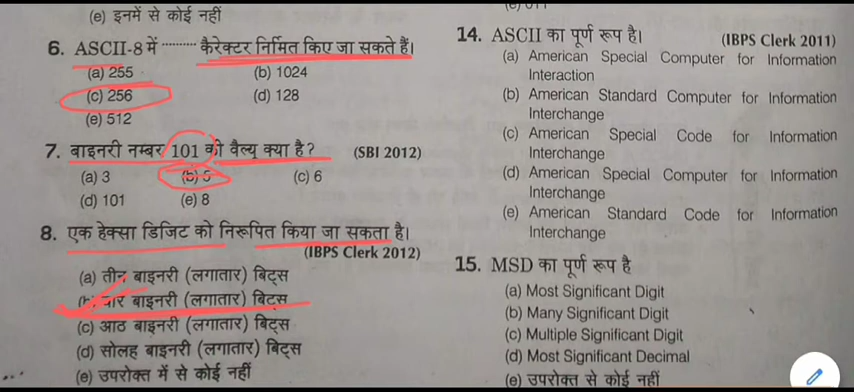 (e) इनमें से कोई नहीं
6. ASCII-8 में ......... कैरेक्टर निर्मित किए जा सकते हैं।
(a) 255 (b) 1024
(c) 256 (d) 128
(e) 512
7. बाइनरी नम्बर 101 की वैल्यू क्या है? (SBI 2012)
(a) 3 (b) 5 (c) 6
(d) 101 (e) 8
8. एक हेक्सा डिजिट को निरूपित किया जा सकता है।
(IBPS Clerk 2012)
(a) तीन बाइनरी (लगातार) बिट्स
(b) चार बाइनरी (लगातार) बिट्स
(c) आठ बाइनरी (लगातार) बिट्स
(d) सोलह बाइनरी (लगातार) बिट्स
(e) उपरोक्त में से कोई नहीं
14. ASCII का पूर्ण रूप है। (IBPS Clerk 2011)
(a) American Special Computer for Information
Interaction
(b) American Standard Computer for Information
Interchange
(c) American Special Code for Information
Interchange
(d) American Special Computer for Information
Interchange
(e) American Standard Code for Information
Interchange
15. MSD का पूर्ण रूप है
(a) Most Significant Digit
(b) Many Significant Digit
(c) Multiple Significant Digit
(d) Most Significant Decimal
(e) उपरोक्त से कोई नहीं